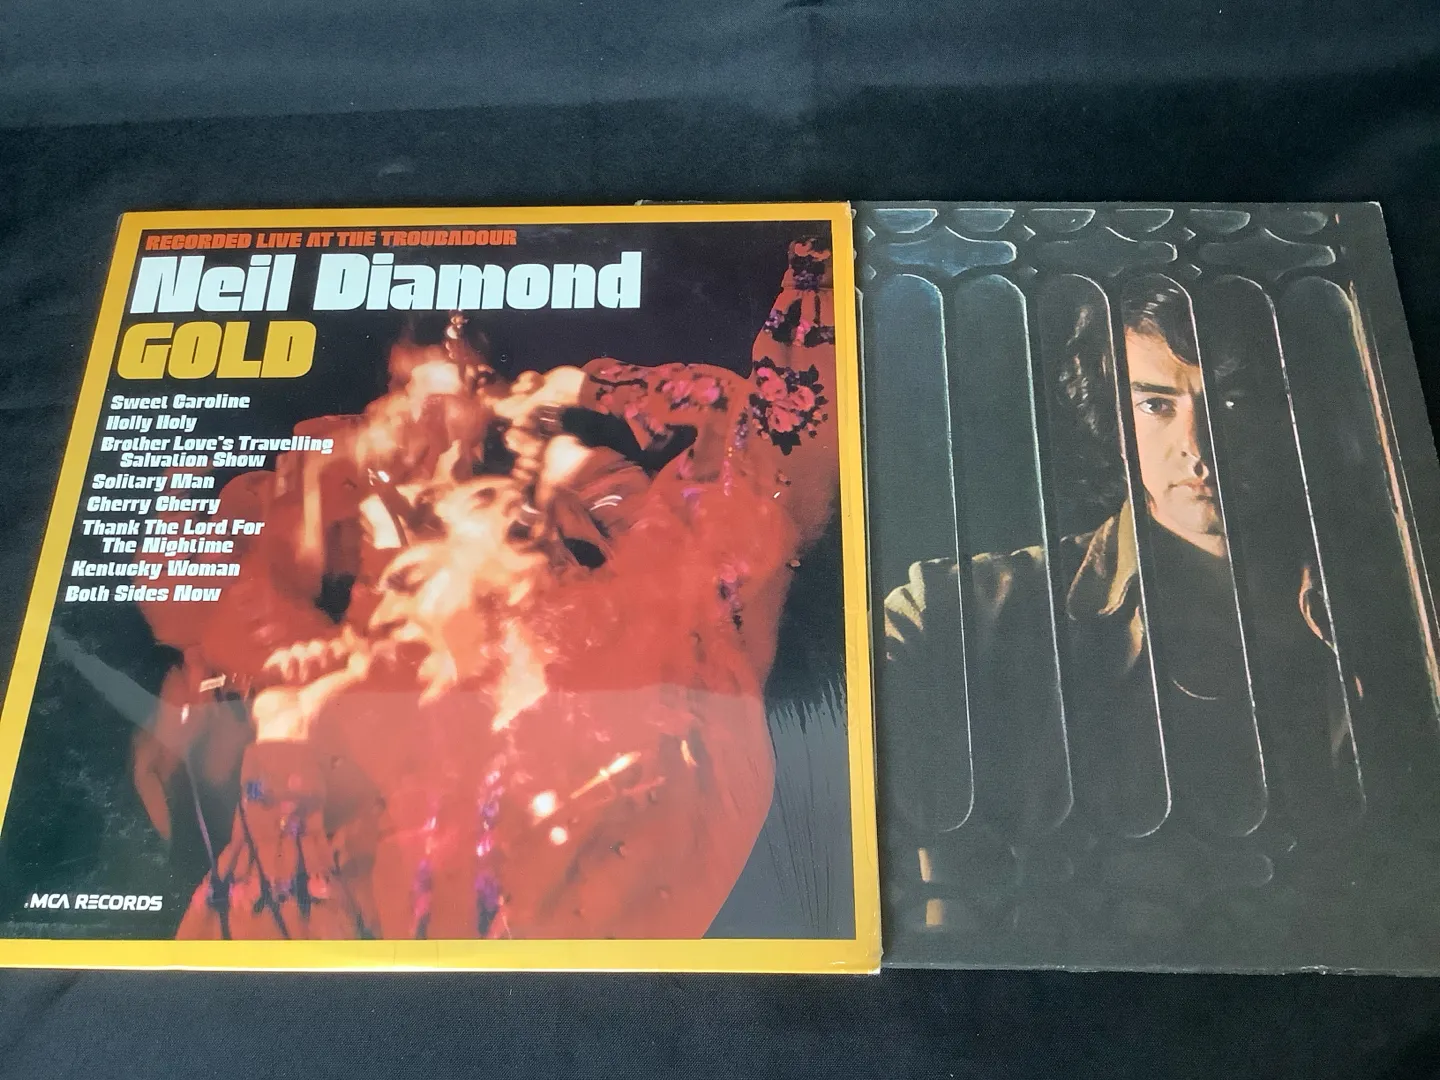 RECORDED LIVE AT THE TROUBADOUR
Neil Diamond
GOLD
Sweet Caroline
Holly Holy
Brother Love's Travelling
Salvation Show
Solitary Man
Cherry Cherry
Thank The Lord For
The Nightime
Kentucky Woman
Both Sides Now
MCA RECORDS